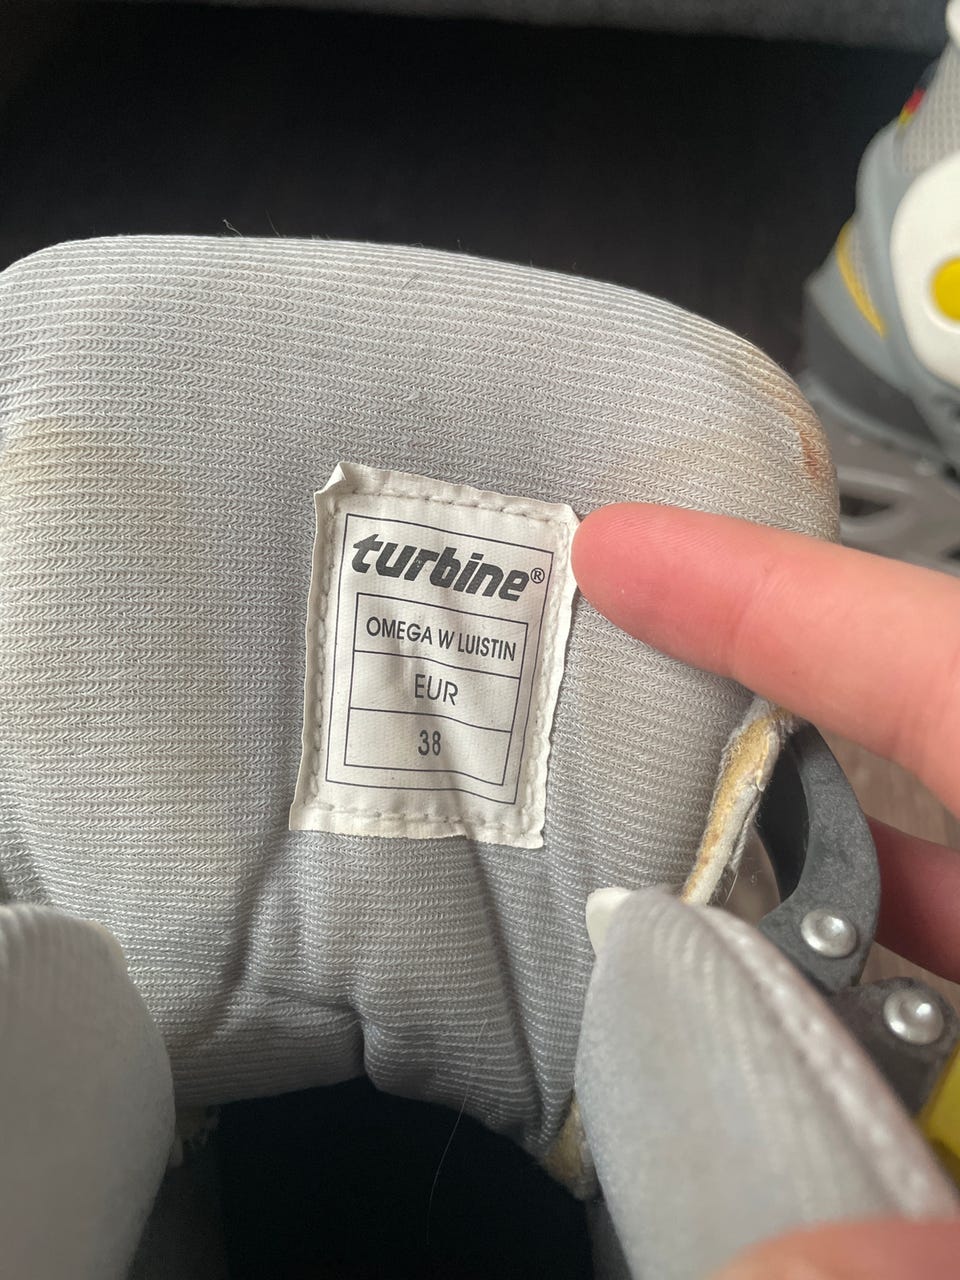 turbine®
OMEGA W LUISTIN
EUR
38